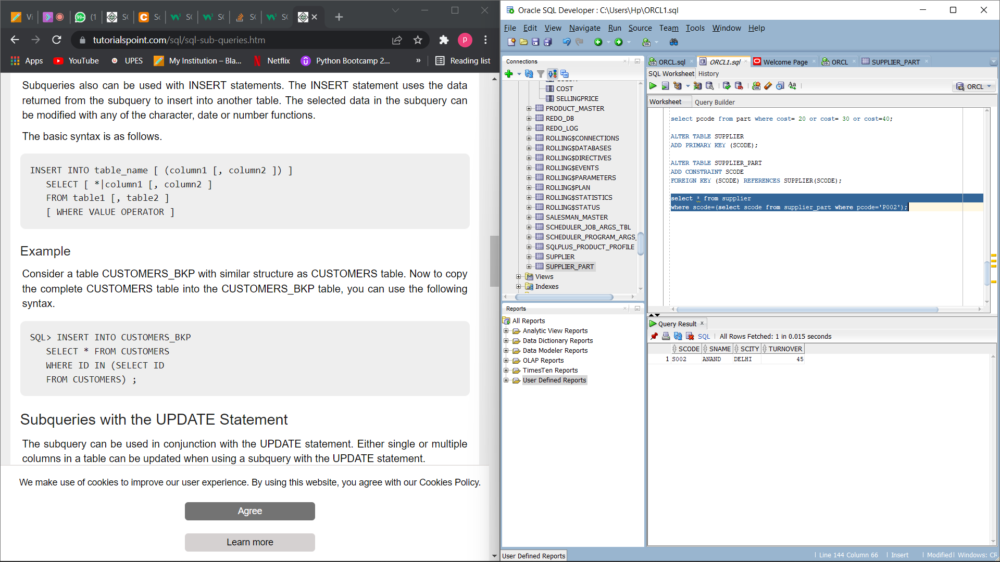 Vi
99+
(1
SC
C
Sc
SC
SC
SC
SC
tutorialspoint.com/sql/sql-sub-queries.htm
P
Apps
YouTube
UPES
My Institution – Bla...
Netflix
Python Bootcamp 2...
»
Reading list
Subqueries also can be used with INSERT statements. The INSERT statement uses the data
returned from the subquery to insert into another table. The selected data in the subquery can
be modified with any of the character, date or number functions.
The basic syntax is as follows.
INSERT INTO table_name [ (column1 [, column2 ]) ]
SELECT [ *|column1 [, column2 ]
FROM table1 [, table2 ]
[ WHERE VALUE OPERATOR ]
Example
Consider a table CUSTOMERS_BKP with similar structure as CUSTOMERS table. Now to copy
the complete CUSTOMERS table into the CUSTOMERS_BKP table, you can use the following
syntax.
SQL> INSERT INTO CUSTOMERS_BKP
SELECT * FROM CUSTOMERS
WHERE ID IN (SELECT ID
FROM CUSTOMERS) ;
Subqueries with the UPDATE Statement
The subquery can be used in conjunction with the UPDATE statement. Either single or multiple
columns in a table can be updated when using a subquery with the UPDATE statement.
We make use of cookies to improve our user experience. By using this website, you agree with our Cookies Policy.
Agree
Learn more
Oracle SQL Developer : C:\Users\Hp\ORCL1.sql
File Edit View Navigate Run Source Team Tools Window Help
Connections
COST
SELLINGPRICE
PRODUCT_MASTER
REDO_DB
REDO_LOG
ROLLING$CONNECTIONS
ROLLING$DATABASES
ROLLING$DIRECTIVES
ROLLING$EVENTS
ROLLING$PARAMETERS
ROLLING$PLAN
ROLLING$STATISTICS
ROLLING$STATUS
SALESMAN_MASTER
SCHEDULER_JOB_ARGS_TBL
SCHEDULER_PROGRAM_ARGS_
SQLPLUS_PRODUCT_PROFILE
SUPPLIER
SUPPLIER_PART
Views
Indexes
Reports
All Reports
Analytic View Reports
Data Dictionary Reports
Data Modeler Reports
OLAP Reports
TimesTen Reports
User Defined Reports
User Defined Reports
ORCL.sql
ORCL1.sql
Welcome Page
ORCL
SUPPLIER_PART
SQL Worksheet History
ORCL
Worksheet Query Builder
select pcode from part where cost= 20 or cost= 30 or cost=40;
ALTER TABLE SUPPLIER
ADD PRIMARY KEY (SCODE);
ALTER TABLE SUPPLIER_PART
ADD CONSTRAINT SCODE
FOREIGN KEY (SCODE) REFERENCES SUPPLIER(SCODE);
select * from supplier
where scode=(select scode from supplier_part where pcode='P002');
Query Result
SQL | All Rows Fetched: 1 in 0.015 seconds
SCODE SNAME SCITY TURNOVER
1 S002 ANAND DELHI 45
Line 144 Column 66 | Insert | Modified | Windows: CR